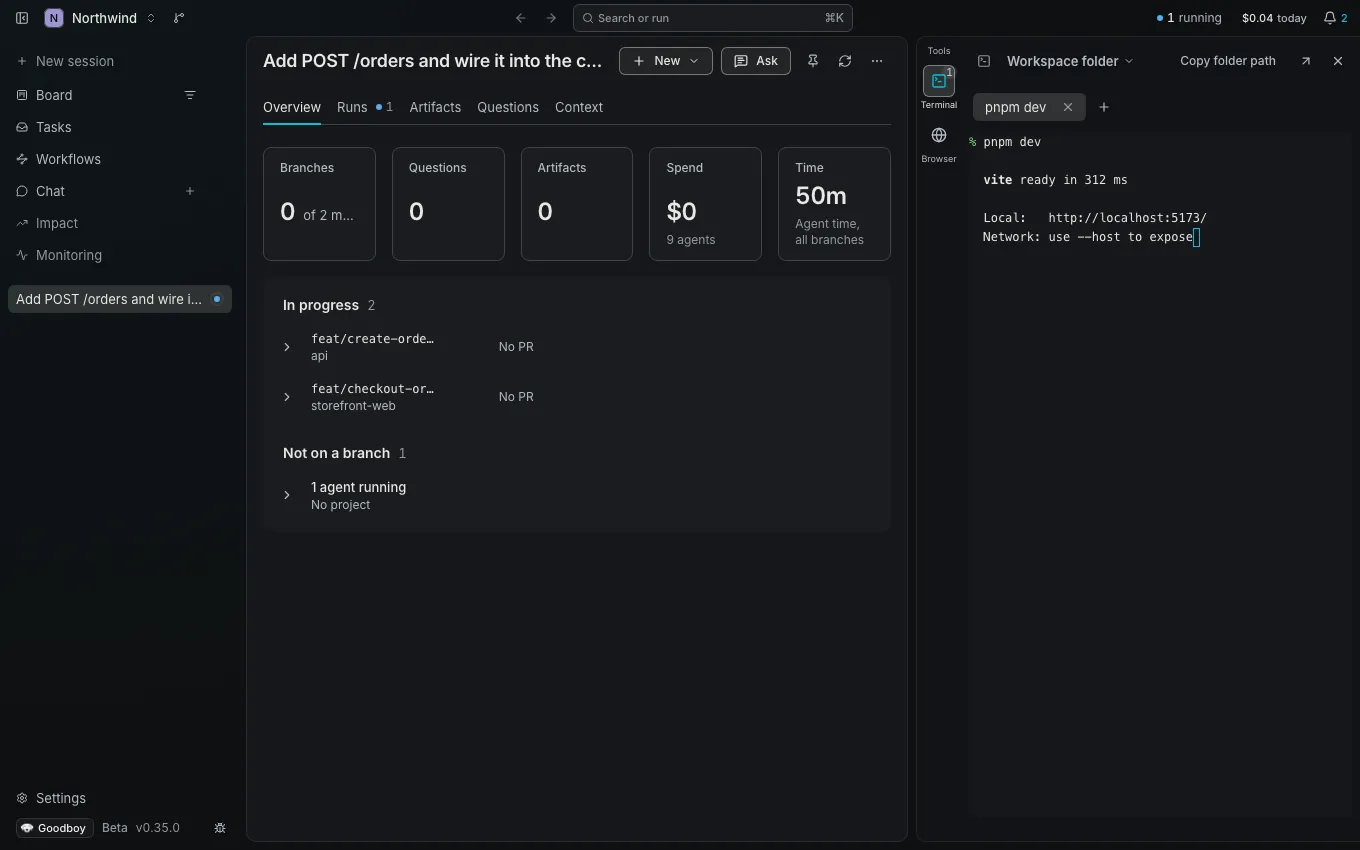 N Northwind
Search or run ⌘K
1 running
$0.04 today
2
New session
Board
Tasks
Workflows
Chat
Impact
Monitoring
Add POST /orders and wire i...
Settings
Goodboy Beta v0.35.0
Add POST /orders and wire it into the c...
New
Ask
Overview
Runs 1
Artifacts
Questions
Context
Branches
0 of 2 m...
Questions
0
Artifacts
0
Spend
$0
9 agents
Time
50m
Agent time,
all branches
In progress 2
feat/create-orde…
api
No PR
feat/checkout-or…
storefront-web
No PR
Not on a branch 1
1 agent running
No project
Tools
1
Terminal
Browser
Workspace folder
Copy folder path
pnpm dev
% pnpm dev
vite ready in 312 ms
Local: http://localhost:5173/
Network: use --host to expose